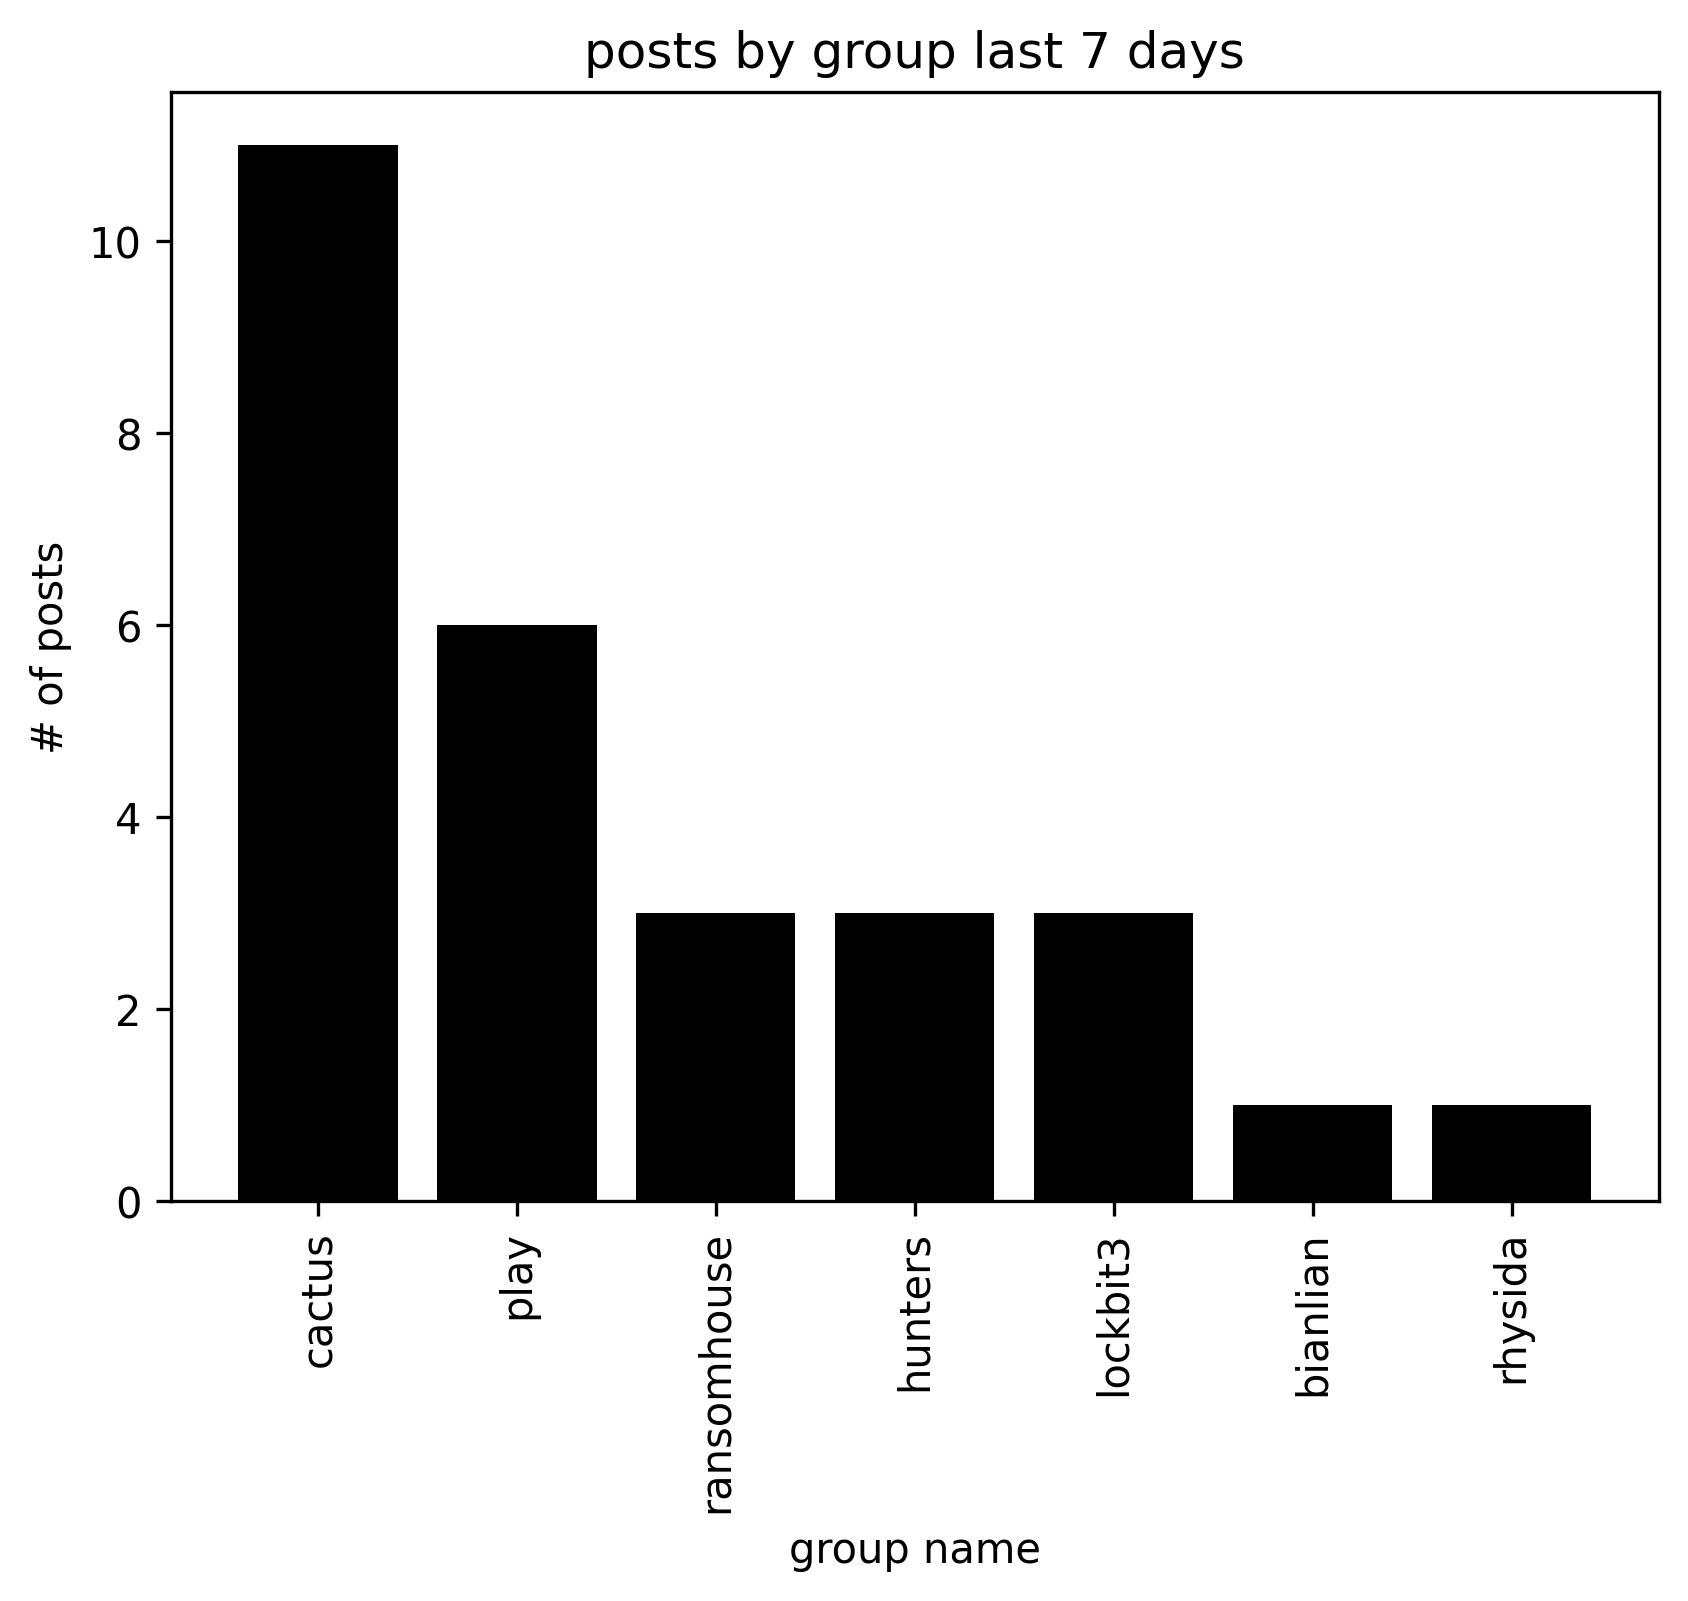 posts by group last 7 days
# of posts
10
8
6
4
2
0
cactus
play
ransomhouse
hunters
lockbit3
bianlian
rhysida
group name